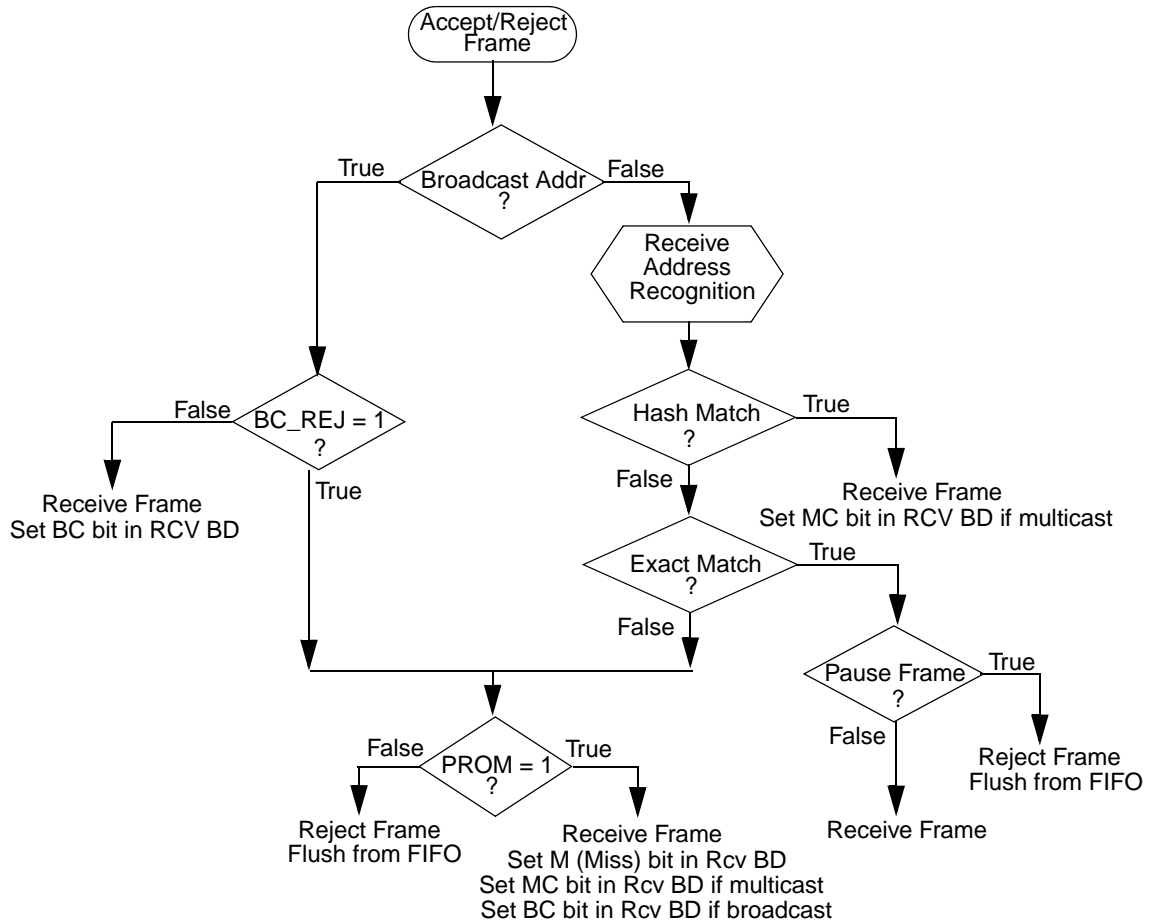 Accept/Reject
Frame
True
Broadcast Addr
?
False
Receive
Address
Recognition
False
BC_REJ = 1
?
True
Hash Match
?
True
False
Receive Frame
Set BC bit in RCV BD
Receive Frame
Set MC bit in RCV BD if multicast
Exact Match
?
True
False
Pause Frame
?
True
False
Reject Frame
Flush from FIFO
Receive Frame
False
PROM = 1
?
True
Reject Frame
Flush from FIFO
Receive Frame
Set M (Miss) bit in Rcv BD
Set MC bit in Rcv BD if multicast
Set BC bit in Rcv BD if broadcast